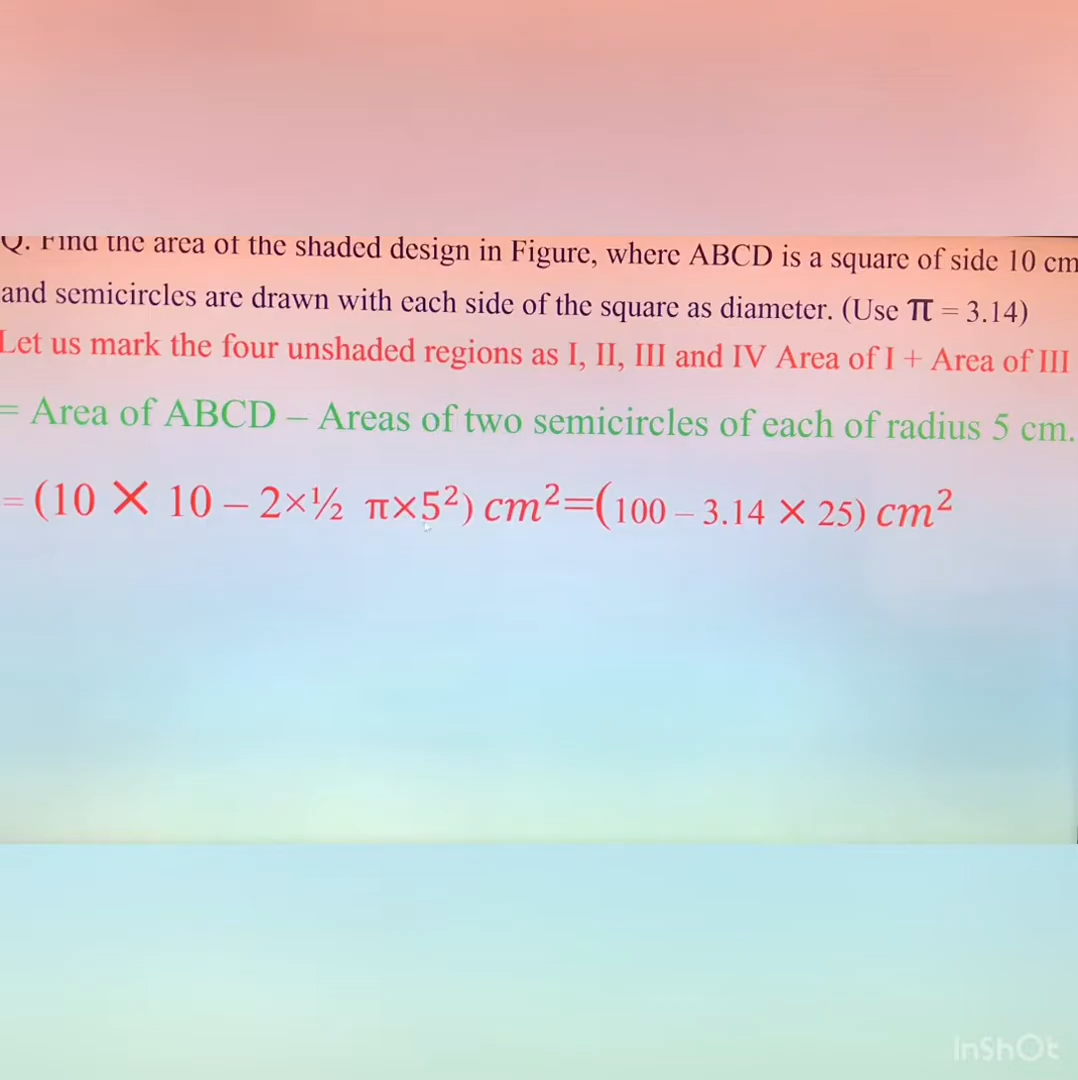 Q. Find the area of the shaded design in Figure, where ABCD is a square of side 10 cm
and semicircles are drawn with each side of the square as diameter. (Use π = 3.14)
Let us mark the four unshaded regions as I, II, III and IV Area of I + Area of III
= Area of ABCD – Areas of two semicircles of each of radius 5 cm.
= (10 × 10 – 2×½ π×5²) cm²=(100 – 3.14 × 25) cm²
InShOt